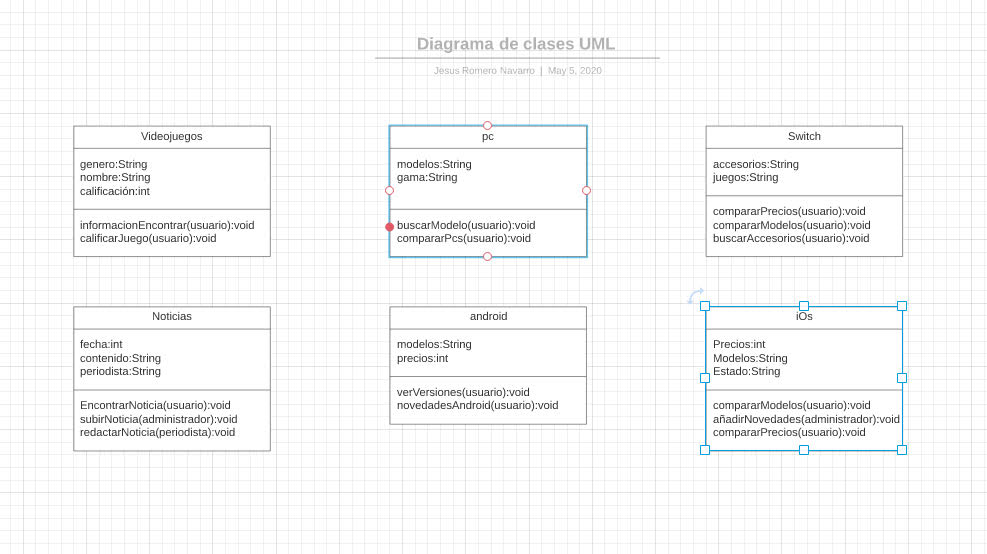 Diagrama de clases UML
Jesus Romero Navarro | May 5, 2020
Videojuegos
genero:String
nombre:String
calificación:int
informacionEncontrar(usuario):void
calificarJuego(usuario):void
pc
modelos:String
gama:String
buscarModelo(usuario):void
compararPcs(usuario):void
Switch
accesorios:String
juegos:String
compararPrecios(usuario):void
compararModelos(usuario):void
buscarAccesorios(usuario):void
Noticias
fecha:int
contenido:String
periodista:String
EncontrarNoticia(usuario):void
subirNoticia(administrador):void
redactarNoticia(periodista):void
android
modelos:String
precios:int
verVersiones(usuario):void
novedadesAndroid(usuario):void
iOs
Precios:int
Modelos:String
Estado:String
compararModelos(usuario):void
añadirNovedades(administrador):void
compararPrecios(usuario):void